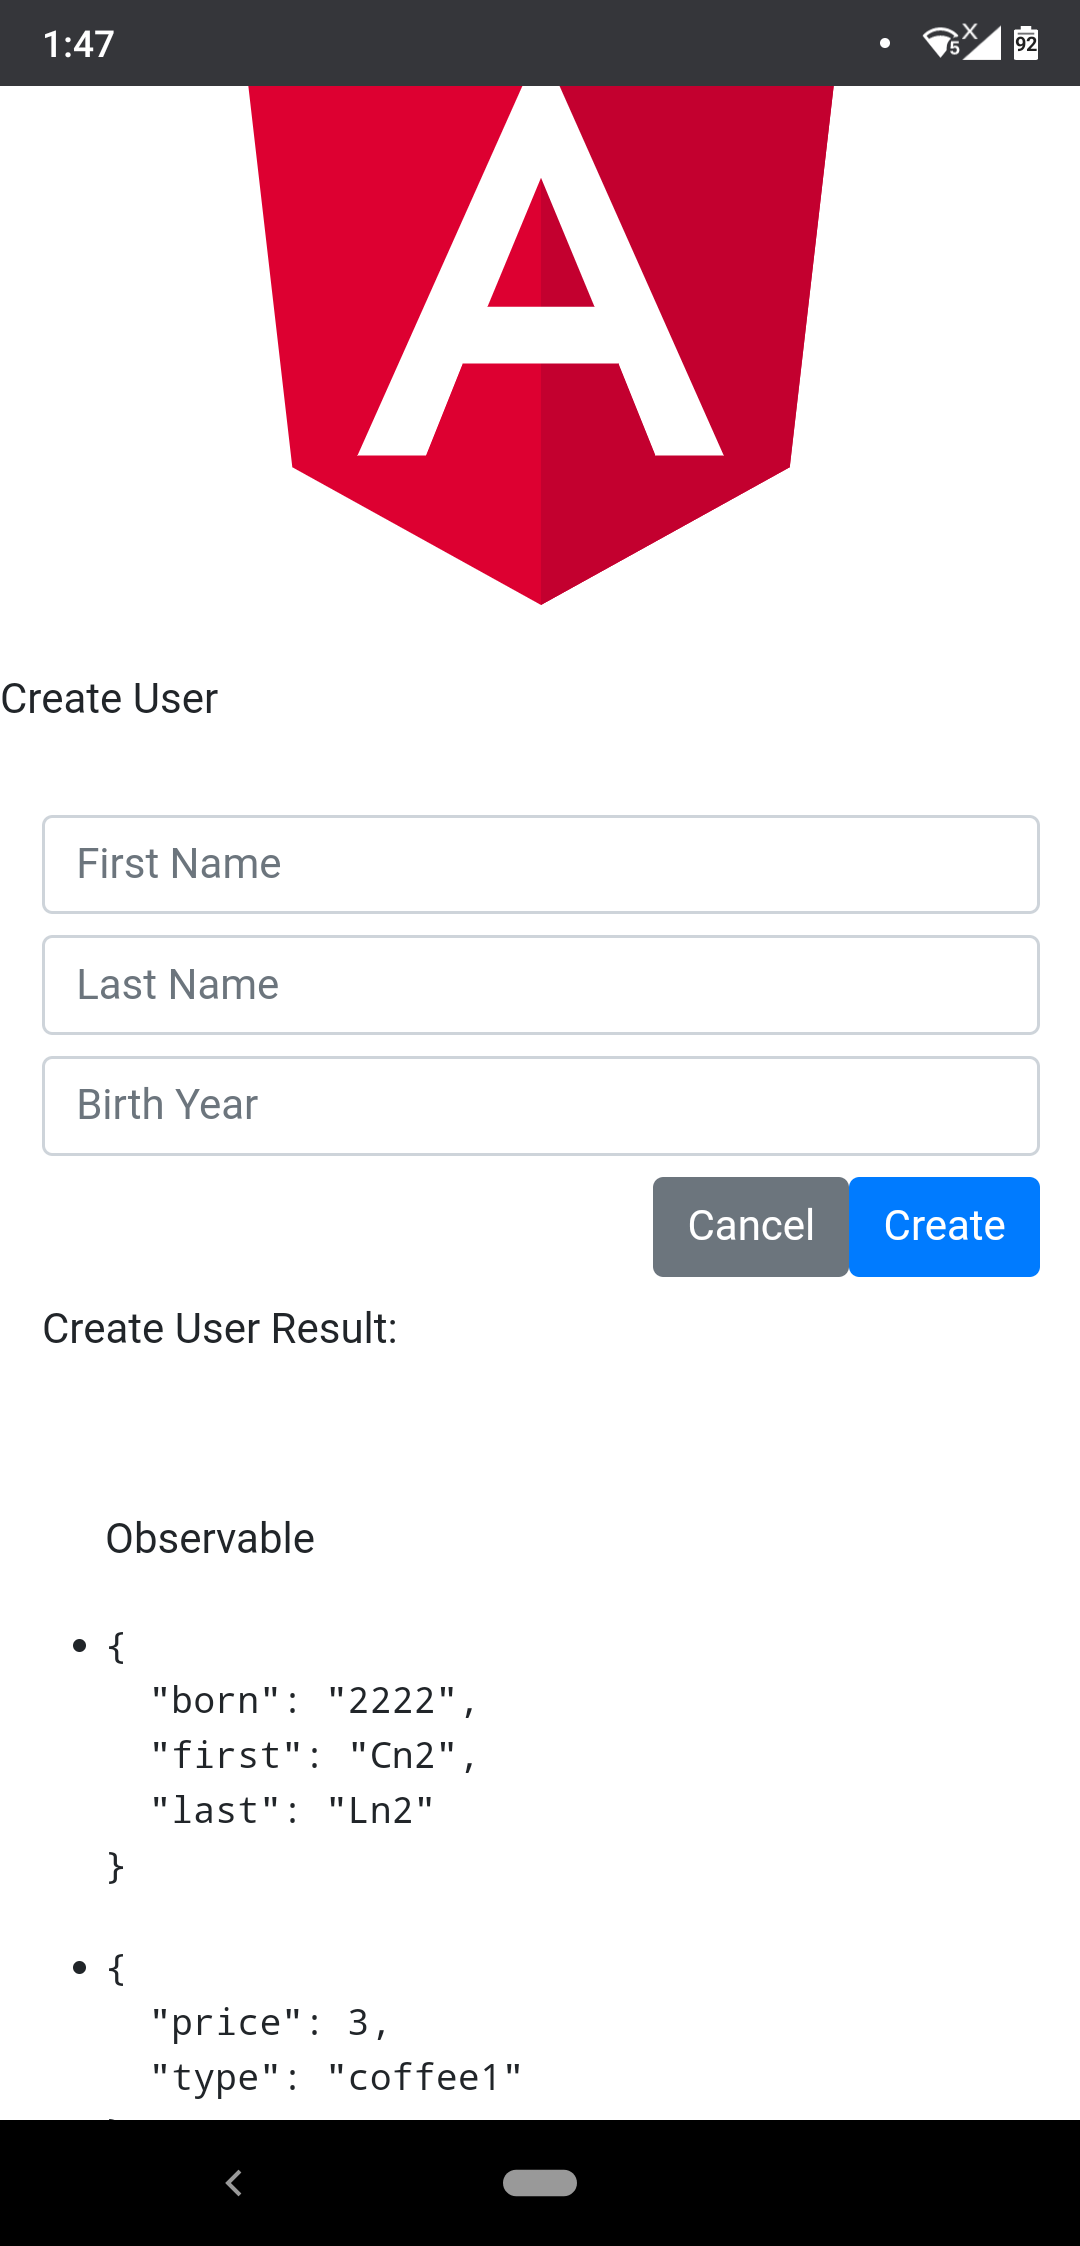 1:47
5
X
92
A
Create User
First Name
Last Name
Birth Year
Cancel Create
Create User Result:
Observable
• {
"born": "2222",
"first": "Cn2",
"last": "Ln2"
}
• {
"price": 3,
"type": "coffee1"